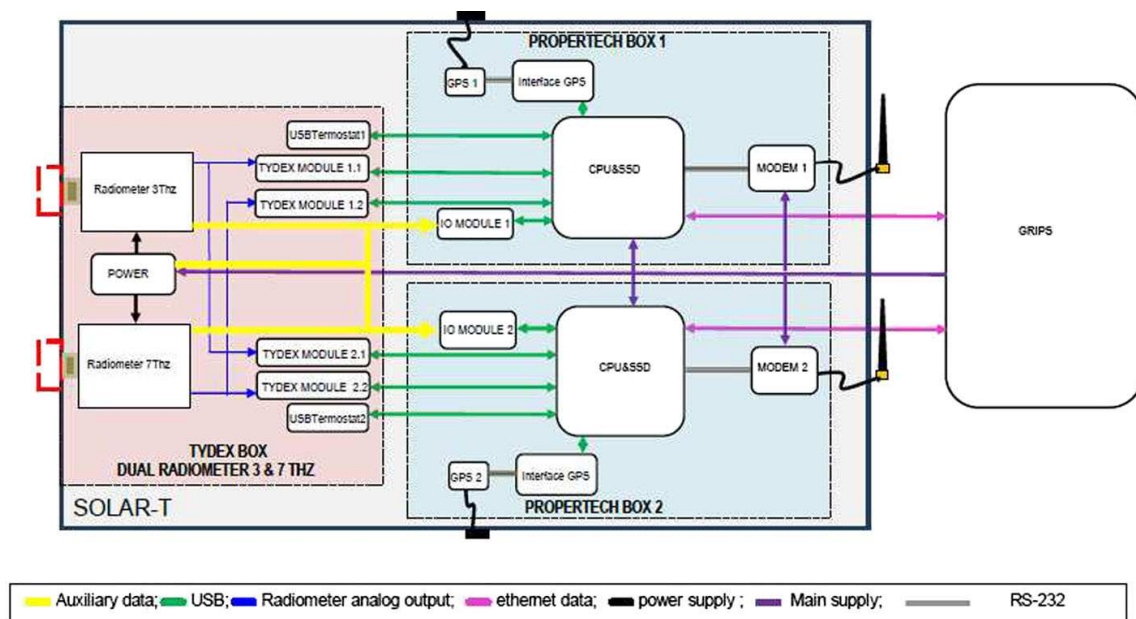 PROPERTECH BOX 1
GPS 1
Interface GPS
USBTermostat1
TYDEX MODULE 1.1
TYDEX MODULE 1.2
IO MODULE 1
CPU&SSD
MODEM 1
Radiometer 3Thz
POWER
Radiometer 7Thz
GRIPS
IO MODULE 2
TYDEX MODULE 2.1
TYDEX MODULE 2.2
USBTermostat2
CPU&SSD
MODEM 2
TYDEX BOX
DUAL RADIOMETER 3 & 7 THZ
GPS 2
Interface GPS
PROPERTECH BOX 2
SOLAR-T
Auxiliary data; USB; Radiometer analog output; ethernet data; power supply ; Main supply; RS-232